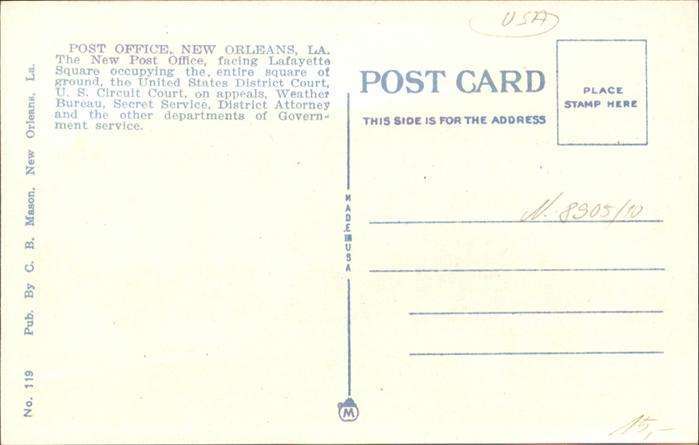 USA
POST OFFICE, NEW ORLEANS, LA.
The New Post Office, facing Lafayette
Square occupying the entire square of
ground, the United States District Court,
U. S. Circuit Court, on appeals, Weather
Bureau, Secret Service, District Attorney
and the other departments of Govern-
ment service.
POST CARD
THIS SIDE IS FOR THE ADDRESS
PLACE
STAMP HERE
N. 8905/10
MADE IN USA
M
No. 119 Pub. By C. B. Mason, New Orleans, La.